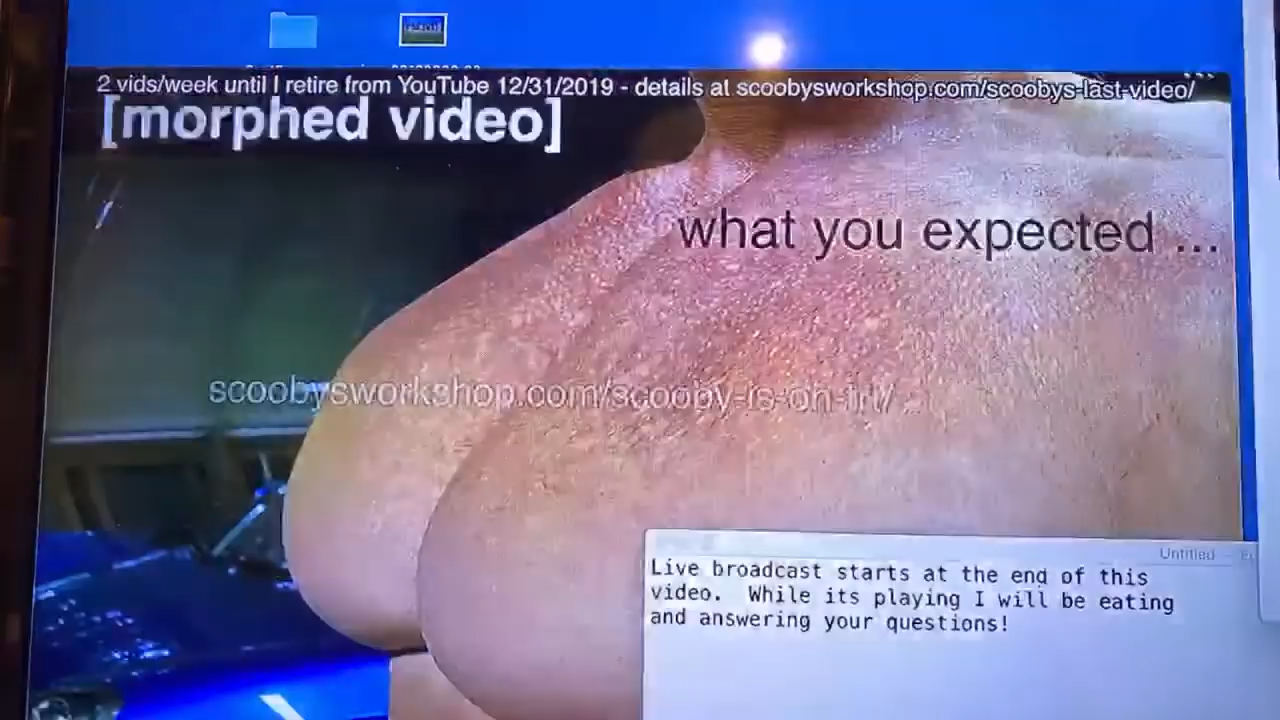 2 vids/week until I retire from YouTube 12/31/2019 - details at scoobysworkshop.com/scoobys-last-video/
[morphed video]
what you expected ...
scoobysworkshop.com/scooby-is-on-trt/
Untitled
Live broadcast starts at the end of this
video. While its playing I will be eating
and answering your questions!